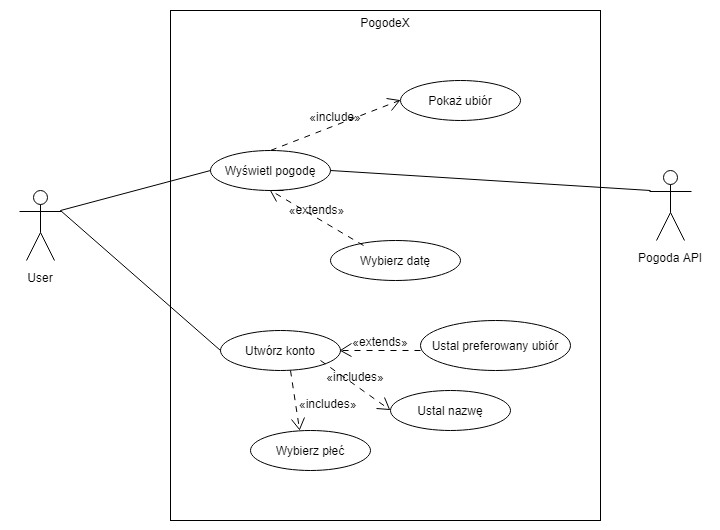 PogodeX
Pokaż ubiór
«include»
Wyświetl pogodę
«extends»
Wybierz datę
User
Pogoda API
Utwórz konto
«extends»
Ustal preferowany ubiór
«includes»
Ustal nazwę
«includes»
Wybierz płeć